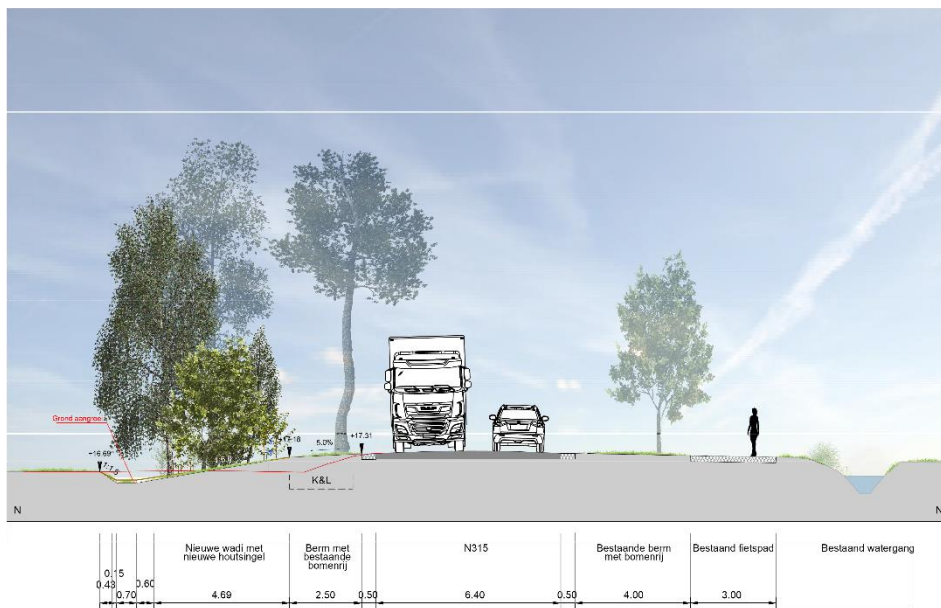 Grond aangroei
+16.69
1:1.5
+17.18
5.0%
+17.31
K&L
N
N
Nieuwe wadi met
nieuwe houtsingel
Berm met
bestaande
bomenrij
N315
Bestaande berm
met bomenrij
Bestaand fietspad
Bestaand watergang
0,15
0,43
0.70
0,60
4.69
2.50
0.50
6.40
0.50
4.00
3.00